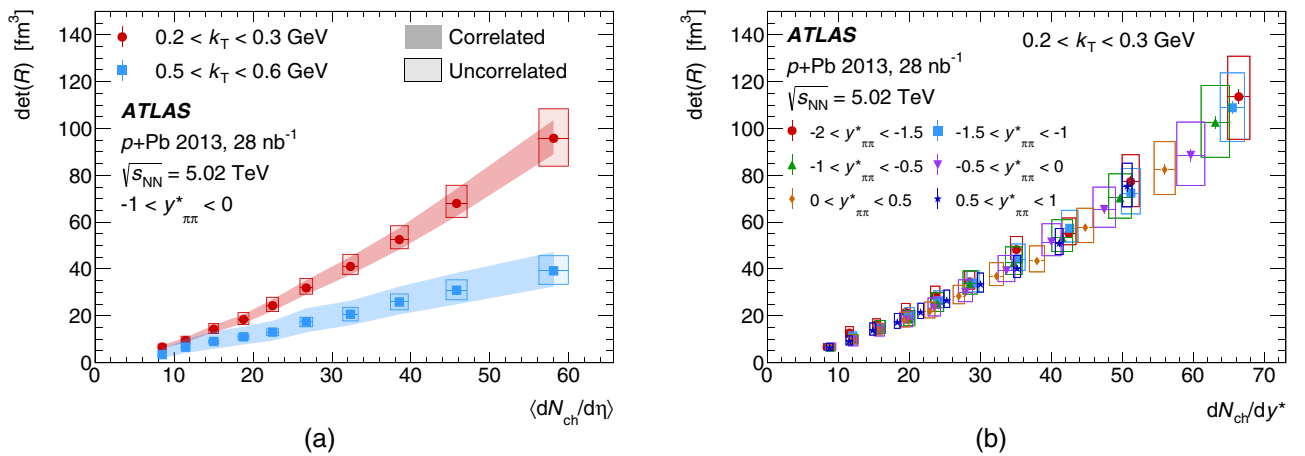 det(R) [fm³]
140
120
100
80
60
40
20
0
0.2 < k_T < 0.3 GeV
0.5 < k_T < 0.6 GeV
Correlated
Uncorrelated
ATLAS
p+Pb 2013, 28 nb⁻¹
√s_NN = 5.02 TeV
-1 < y*_ππ < 0
0 10 20 30 40 50 60
⟨dN_ch/dη⟩
(a)
det(R) [fm³]
140
120
100
80
60
40
20
0
ATLAS
0.2 < k_T < 0.3 GeV
p+Pb 2013, 28 nb⁻¹
√s_NN = 5.02 TeV
-2 < y*_ππ < -1.5 -1.5 < y*_ππ < -1
-1 < y*_ππ < -0.5 -0.5 < y*_ππ < 0
0 < y*_ππ < 0.5 0.5 < y*_ππ < 1
0 10 20 30 40 50 60 70
dN_ch/dy*
(b)